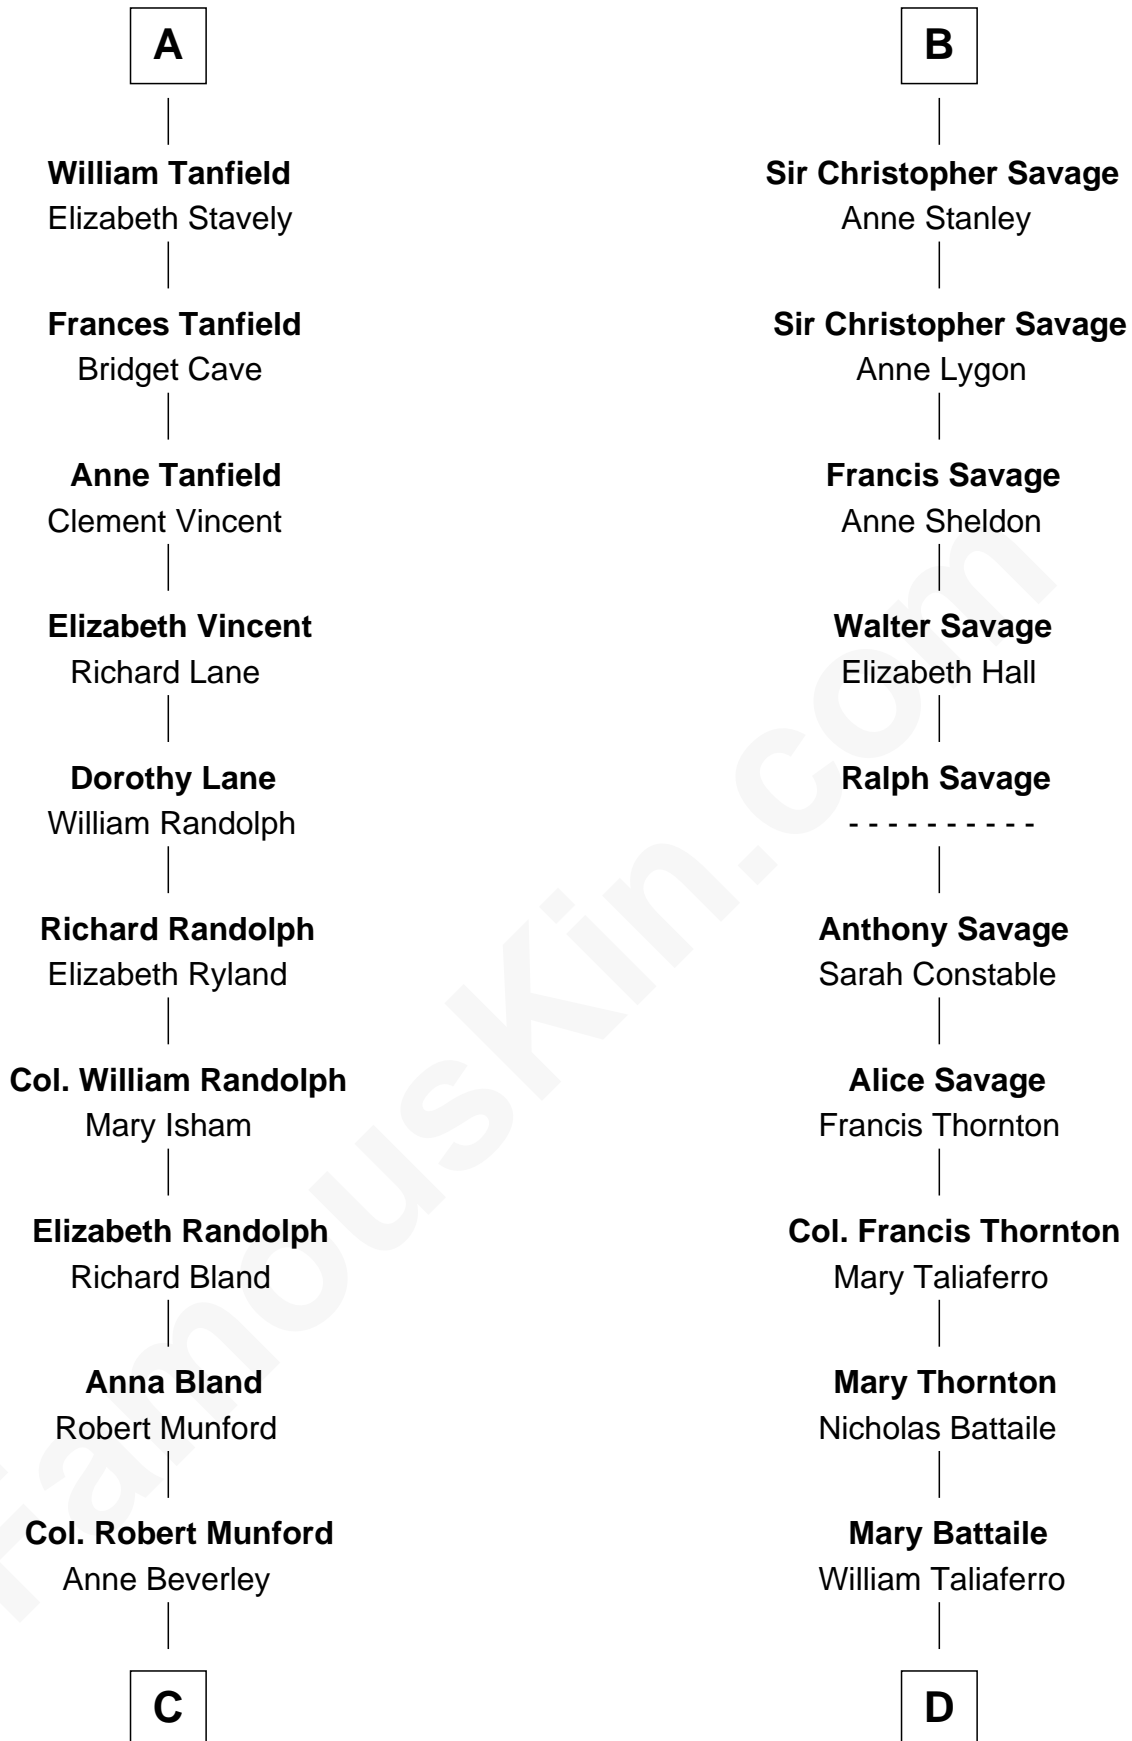 A
William Tanfield
Elizabeth Stavely
Frances Tanfield
Bridget Cave
Anne Tanfield
Clement Vincent
Elizabeth Vincent
Richard Lane
Dorothy Lane
William Randolph
Richard Randolph
Elizabeth Ryland
Col. William Randolph
Mary Isham
Elizabeth Randolph
Richard Bland
Anna Bland
Robert Munford
Col. Robert Munford
Anne Beverley
C
B
Sir Christopher Savage
Anne Stanley
Sir Christopher Savage
Anne Lygon
Francis Savage
Anne Sheldon
Walter Savage
Elizabeth Hall
Ralph Savage
- - - - - - - - - -
Anthony Savage
Sarah Constable
Alice Savage
Francis Thornton
Col. Francis Thornton
Mary Taliaferro
Mary Thornton
Nicholas Battaile
Mary Battaile
William Taliaferro
D
FamousKin.com